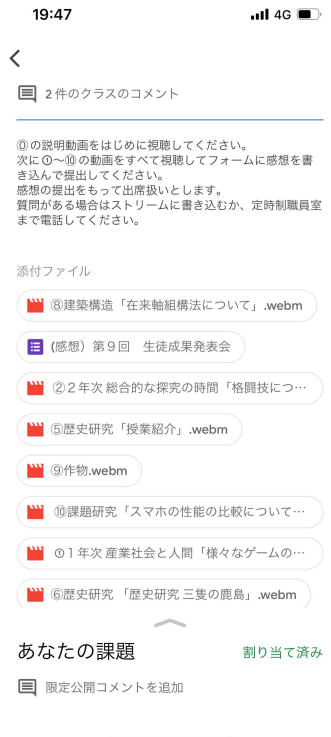 19:47
4G
2 件のクラスのコメント
⓪の説明動画をはじめに視聴してください。
次に①〜⑩の動画をすべて視聴してフォームに感想を書
き込んで提出してください。
感想の提出をもって出席扱いとします。
質問がある場合はストリームに書き込むか、定時制職員室
まで電話してください。
添付ファイル
⑧建築構造「在来軸組構法について」.webm
(感想）第９回　生徒成果発表会
②２年次 総合的な探究の時間「格闘技につ…
⑤歴史研究「授業紹介」.webm
⑨作物.webm
⑩課題研究「スマホの性能の比較について…
①１年次 産業社会と人間「様々なゲームの…
⑥歴史研究 「歴史研究 三隻の鹿島」.webm
あなたの課題
割り当て済み
限定公開コメントを追加